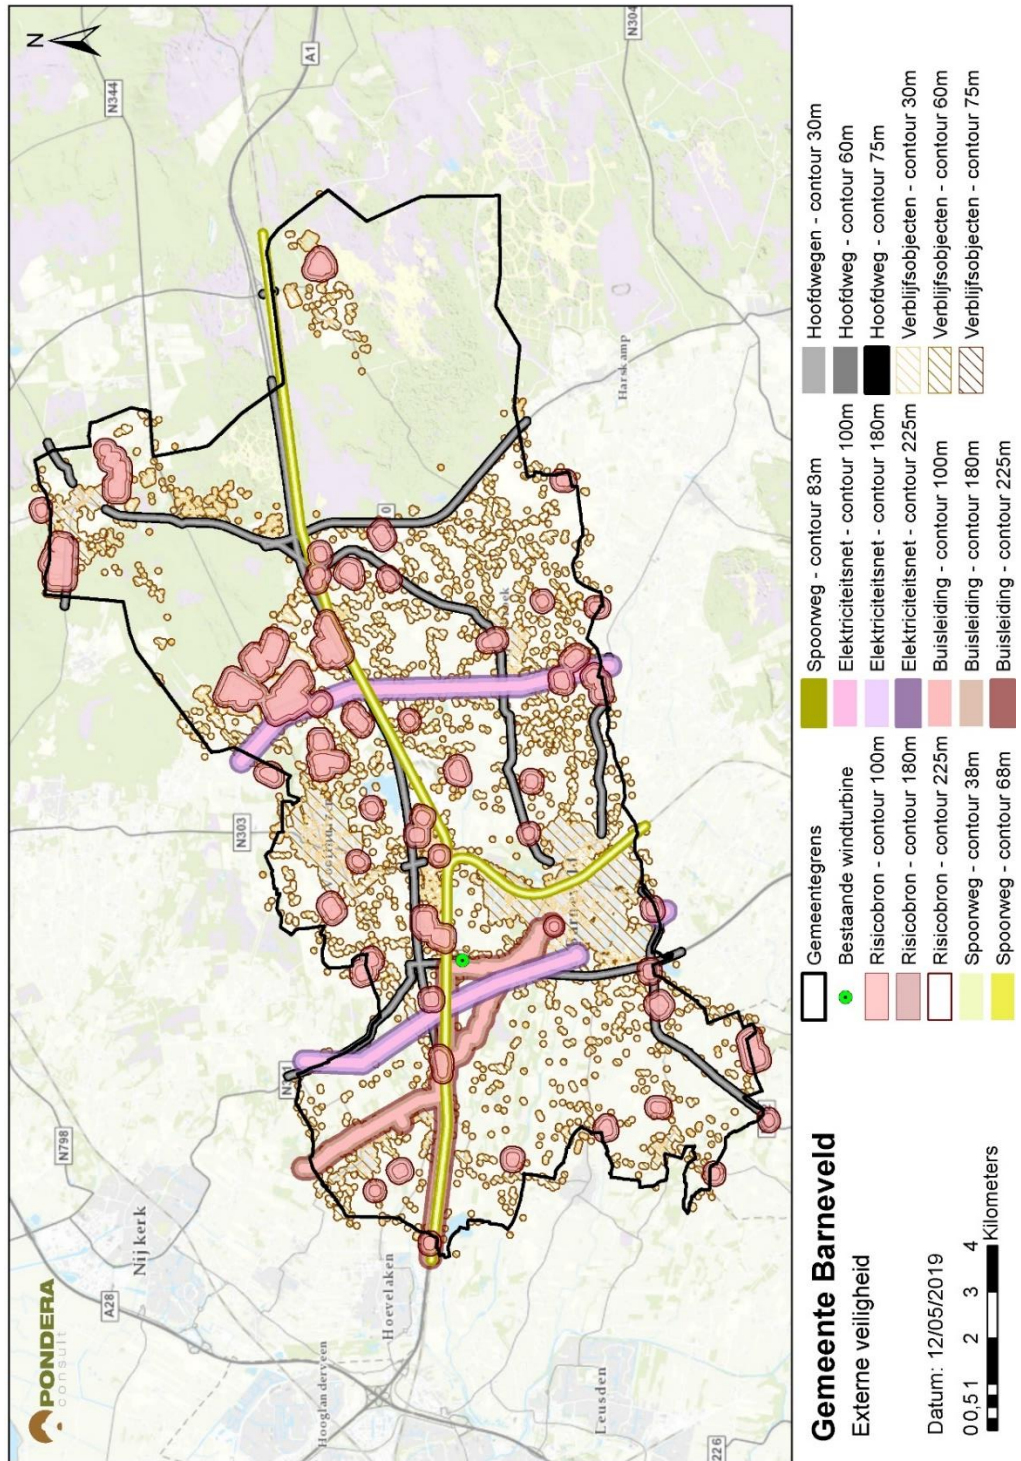 N
PONDERA
consult
N344
A1
N304
N303
N798
A28
Nijkerk
Hoevelaken
Hooglanderveen
Leusden
226
Harskamp
Gemeente Barneveld
Externe veiligheid
Datum: 12/05/2019
0 0,5 1 2 3 4
Kilometers
Gemeentegrens
Bestaande windturbine
Risicobron - contour 100m
Risicobron - contour 180m
Risicobron - contour 225m
Spoorweg - contour 38m
Spoorweg - contour 68m
Spoorweg - contour 83m
Elektriciteitsnet - contour 100m
Elektriciteitsnet - contour 180m
Elektriciteitsnet - contour 225m
Buisleiding - contour 100m
Buisleiding - contour 180m
Buisleiding - contour 225m
Hoofdwegen - contour 30m
Hoofdweg - contour 60m
Hoofdweg - contour 75m
Verblijfsobjecten - contour 30m
Verblijfsobjecten - contour 60m
Verblijfsobjecten - contour 75m